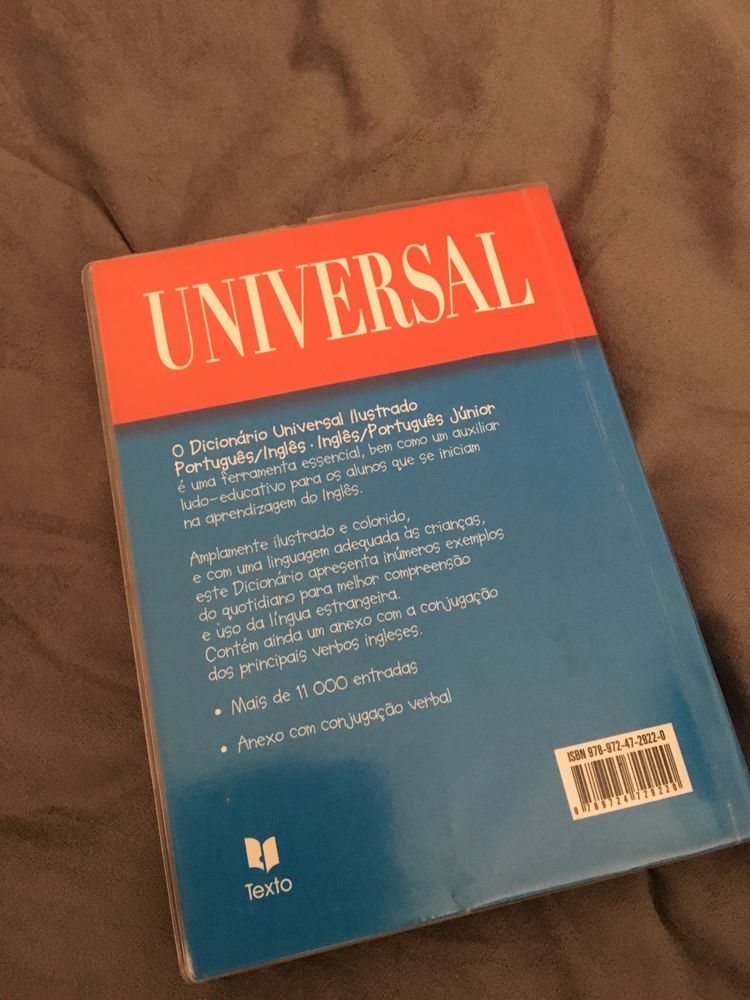 UNIVERSAL
O Dicionário Universal Ilustrado
Português/Inglês · Inglês/Português Júnior
é uma ferramenta essencial, bem como um auxiliar
ludo-educativo para os alunos que se iniciam
na aprendizagem do Inglês.
Amplamente ilustrado e colorido,
e com uma linguagem adequada às crianças,
este Dicionário apresenta inúmeros exemplos
do quotidiano para melhor compreensão
e uso da língua estrangeira.
Contém ainda um anexo com a conjugação
dos principais verbos ingleses.
• Mais de 11 000 entradas
• Anexo com conjugação verbal
ISBN 978-972-47-2922-0
9 789724 729220
Texto